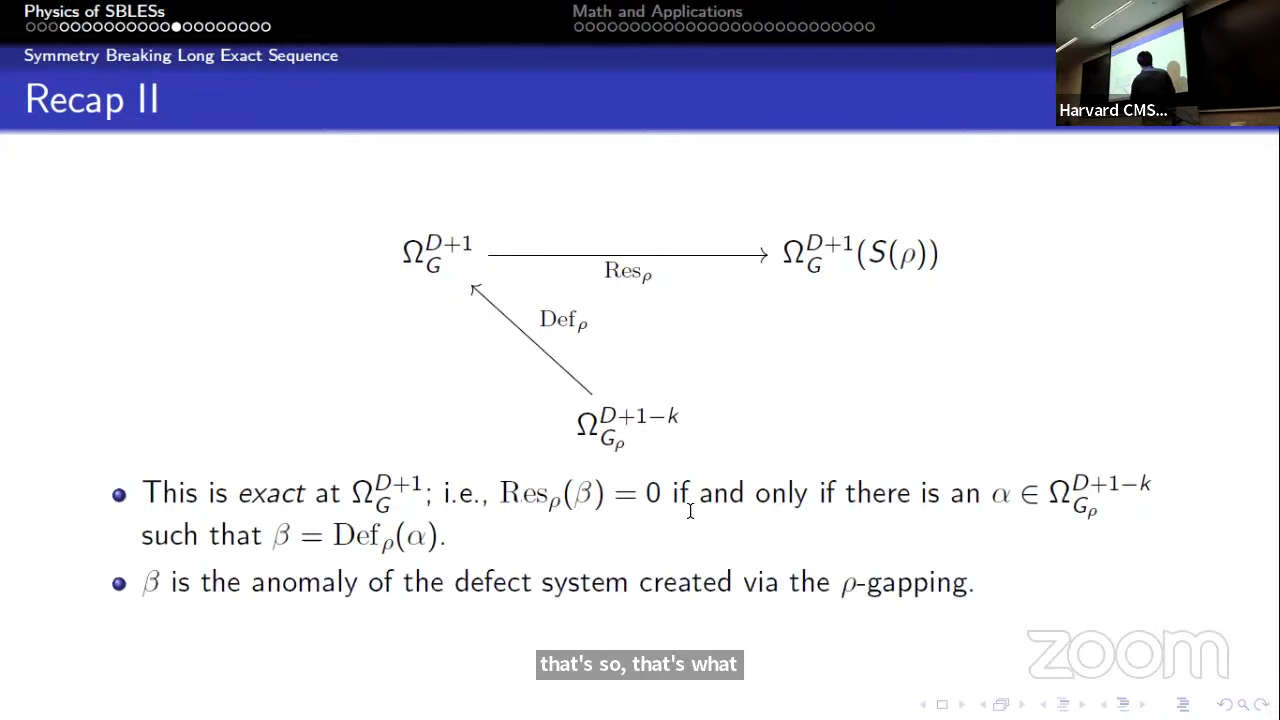 Physics of SBLESs
Math and Applications
Symmetry Breaking Long Exact Sequence
Recap II
Harvard CMS...
Ω_G^{D+1}
Res_ρ
Ω_G^{D+1}(S(ρ))
Def_ρ
Ω_{G_ρ}^{D+1−k}
This is exact at Ω_G^{D+1}; i.e., Res_ρ(β) = 0 if and only if there is an α ∈ Ω_{G_ρ}^{D+1−k}
such that β = Def_ρ(α).
β is the anomaly of the defect system created via the ρ-gapping.
zoom
that's so, that's what